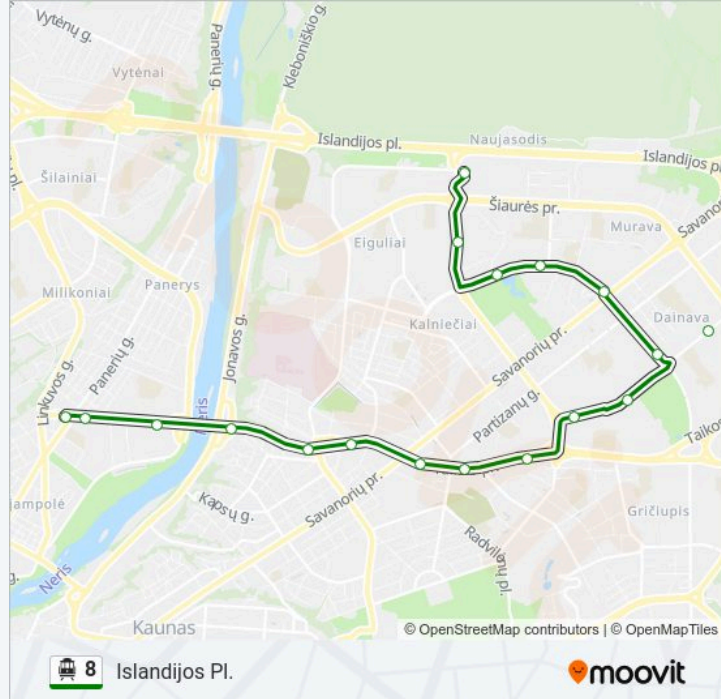 Vytėnų g.
Panerių g.
Kleboniškio g.
Vytėnai
Islandijos pl.
Naujasodis
Islandijos pl.
Šilainiai
Šiaurės pr.
Savanorių
Eiguliai
Murava
Milikoniai
Panerys
Jonavos g.
Kalniečiai
Dainava
Savanorių pr.
Linkuvos g.
Panerių g.
Neris
Partizanų g.
Taikos
Kapsų g.
Savanorių pr.
Gričiupis
Radvilėnų pl.
Neris
Kaunas
© OpenStreetMap contributors | © OpenMapTiles
8 Islandijos Pl.
moovit